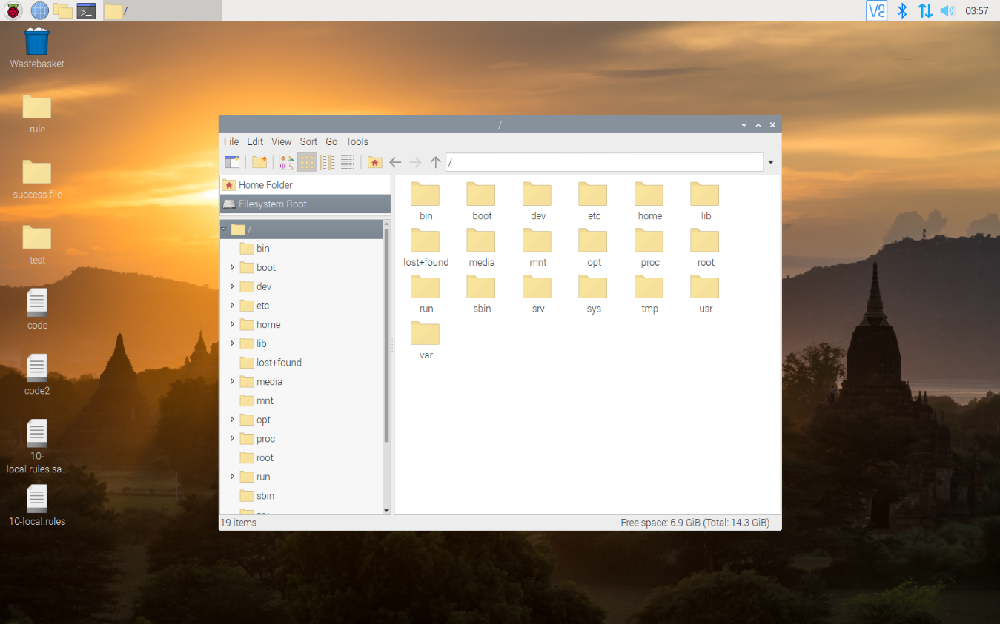 /
03:57
Wastebasket
rule
success file
test
code
code2
10-
local.rules.sa...
10-local.rules
/
File Edit View Sort Go Tools
/
Home Folder
Filesystem Root
/
bin
boot
dev
etc
home
lib
lost+found
media
mnt
opt
proc
root
run
sbin
bin boot dev etc home lib
lost+found media mnt opt proc root
run sbin srv sys tmp usr
var
19 items
Free space: 6.9 GiB (Total: 14.3 GiB)